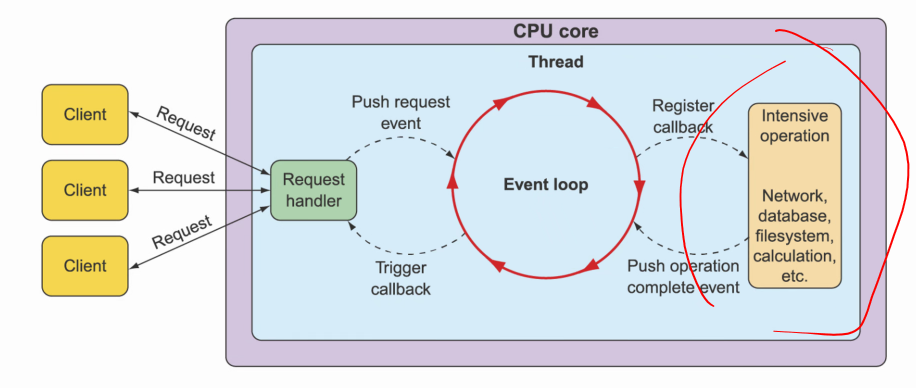 CPU core
Thread
Client
Client
Client
Request
Request
Request
Request
handler
Push request
event
Trigger
callback
Event loop
Register
callback
Push operation
complete event
Intensive
operation
Network,
database,
filesystem,
calculation,
etc.